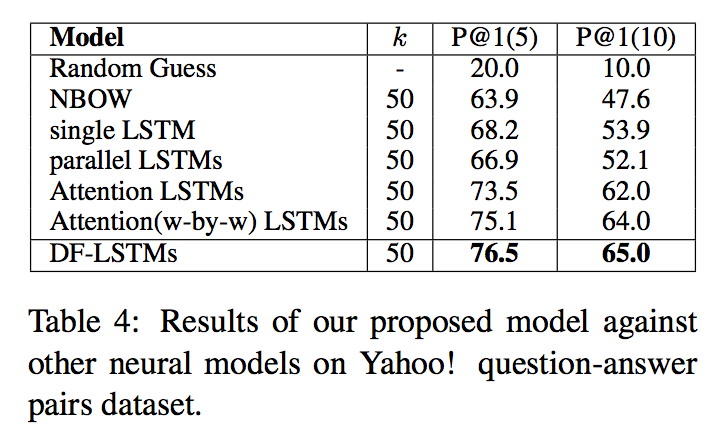 Model k P@1(5) P@1(10)
Random Guess - 20.0 10.0
NBOW 50 63.9 47.6
single LSTM 50 68.2 53.9
parallel LSTMs 50 66.9 52.1
Attention LSTMs 50 73.5 62.0
Attention(w-by-w) LSTMs 50 75.1 64.0
DF-LSTMs 50 76.5 65.0
Table 4: Results of our proposed model against
other neural models on Yahoo! question-answer
pairs dataset.